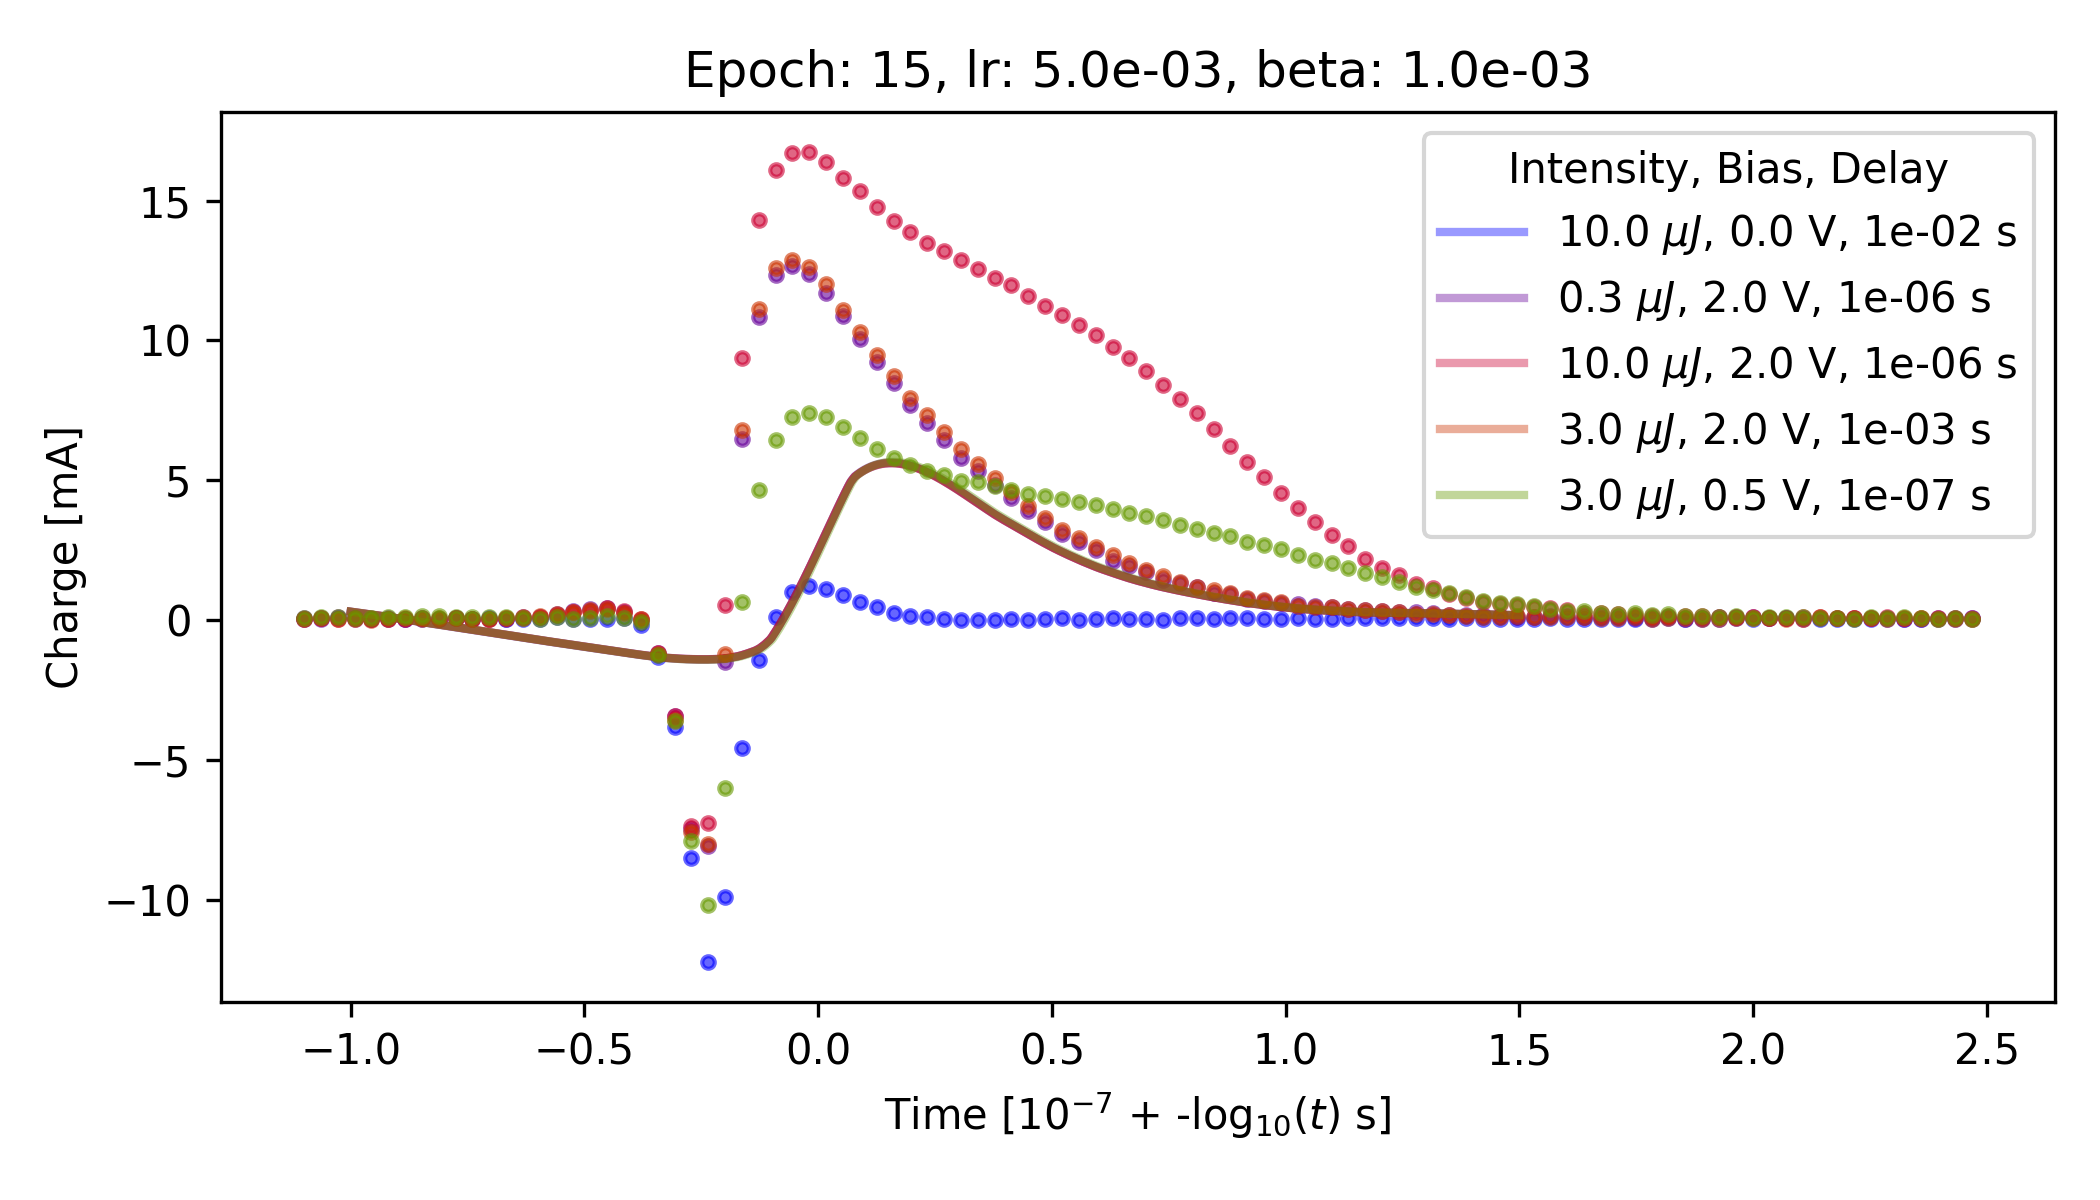 Epoch: 15, lr: 5.0e-03, beta: 1.0e-03
Charge [mA]
15
10
5
0
−5
−10
Intensity, Bias, Delay
10.0 μJ, 0.0 V, 1e-02 s
0.3 μJ, 2.0 V, 1e-06 s
10.0 μJ, 2.0 V, 1e-06 s
3.0 μJ, 2.0 V, 1e-03 s
3.0 μJ, 0.5 V, 1e-07 s
−1.0 −0.5 0.0 0.5 1.0 1.5 2.0 2.5
Time [10⁻⁷ + -log₁₀(t) s]